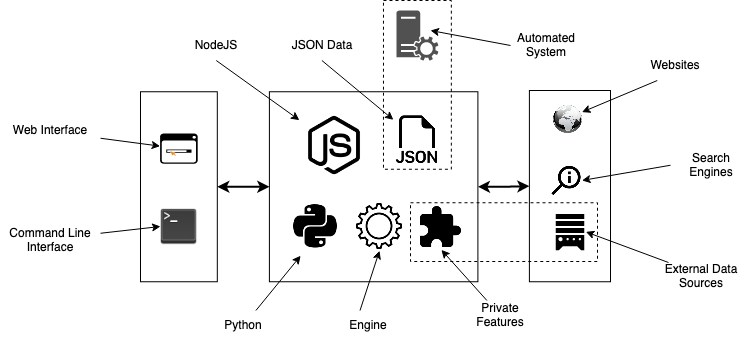 Automated
System
NodeJS
JSON Data
Websites
Web Interface
JS
JSON
Search
Engines
>_
Command Line
Interface
External Data
Sources
Python
Engine
Private
Features